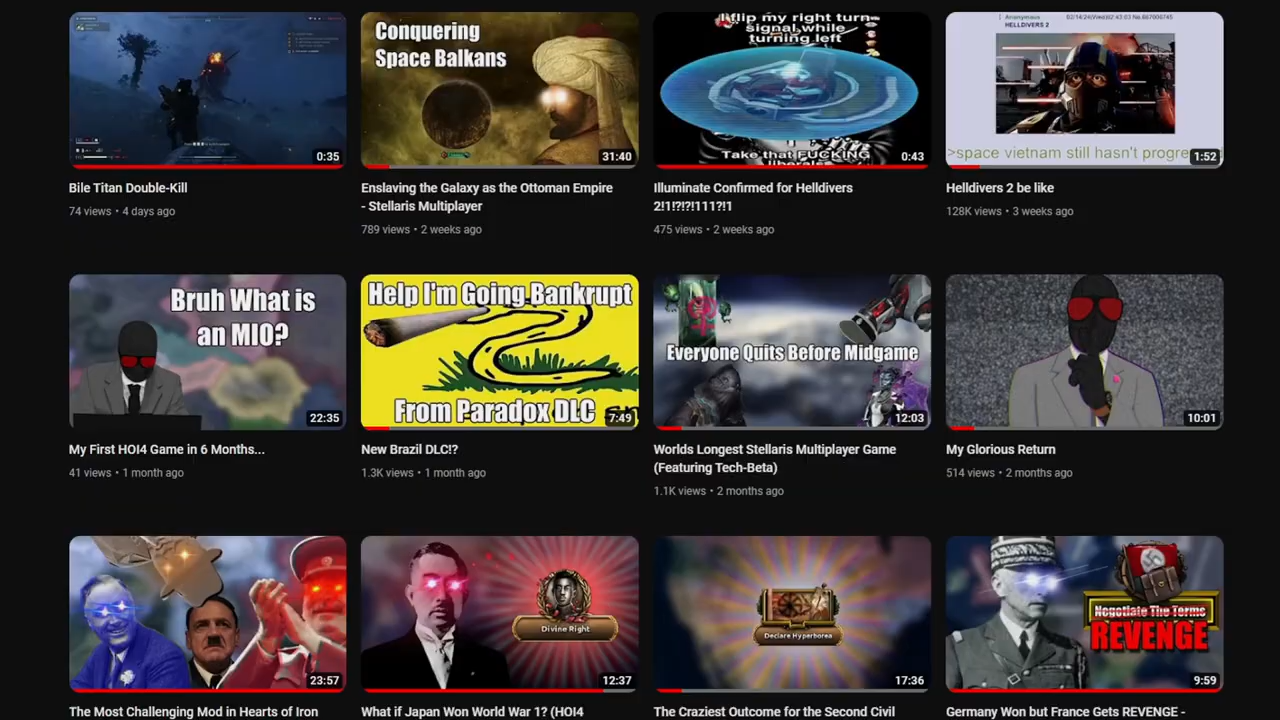 0:35
Bile Titan Double-Kill
74 views • 4 days ago
Conquering
Space Balkans
31:40
Enslaving the Galaxy as the Ottoman Empire
- Stellaris Multiplayer
789 views • 2 weeks ago
I flip my right turn
signal while
turning left
Take that FUCKING
liberals
0:43
Illuminate Confirmed for Helldivers
2!1!?!?!111?!1
475 views • 2 weeks ago
Anonymous
HELLDIVERS 2
>space vietnam still hasn't progre
1:52
Helldivers 2 be like
128K views • 3 weeks ago
Bruh What is
an MIO?
22:35
My First HOI4 Game in 6 Months...
41 views • 1 month ago
Help I'm Going Bankrupt
From Paradox DLC
7:49
New Brazil DLC!?
1.3K views • 1 month ago
Everyone Quits Before Midgame
12:03
Worlds Longest Stellaris Multiplayer Game
(Featuring Tech-Beta)
1.1K views • 2 months ago
10:01
My Glorious Return
514 views • 2 months ago
23:57
The Most Challenging Mod in Hearts of Iron
Divine Right
12:37
What if Japan Won World War 1? (HOI4
Declare Hyperborea
17:36
The Craziest Outcome for the Second Civil
Negotiate The Terms
REVENGE
9:59
Germany Won but France Gets REVENGE -